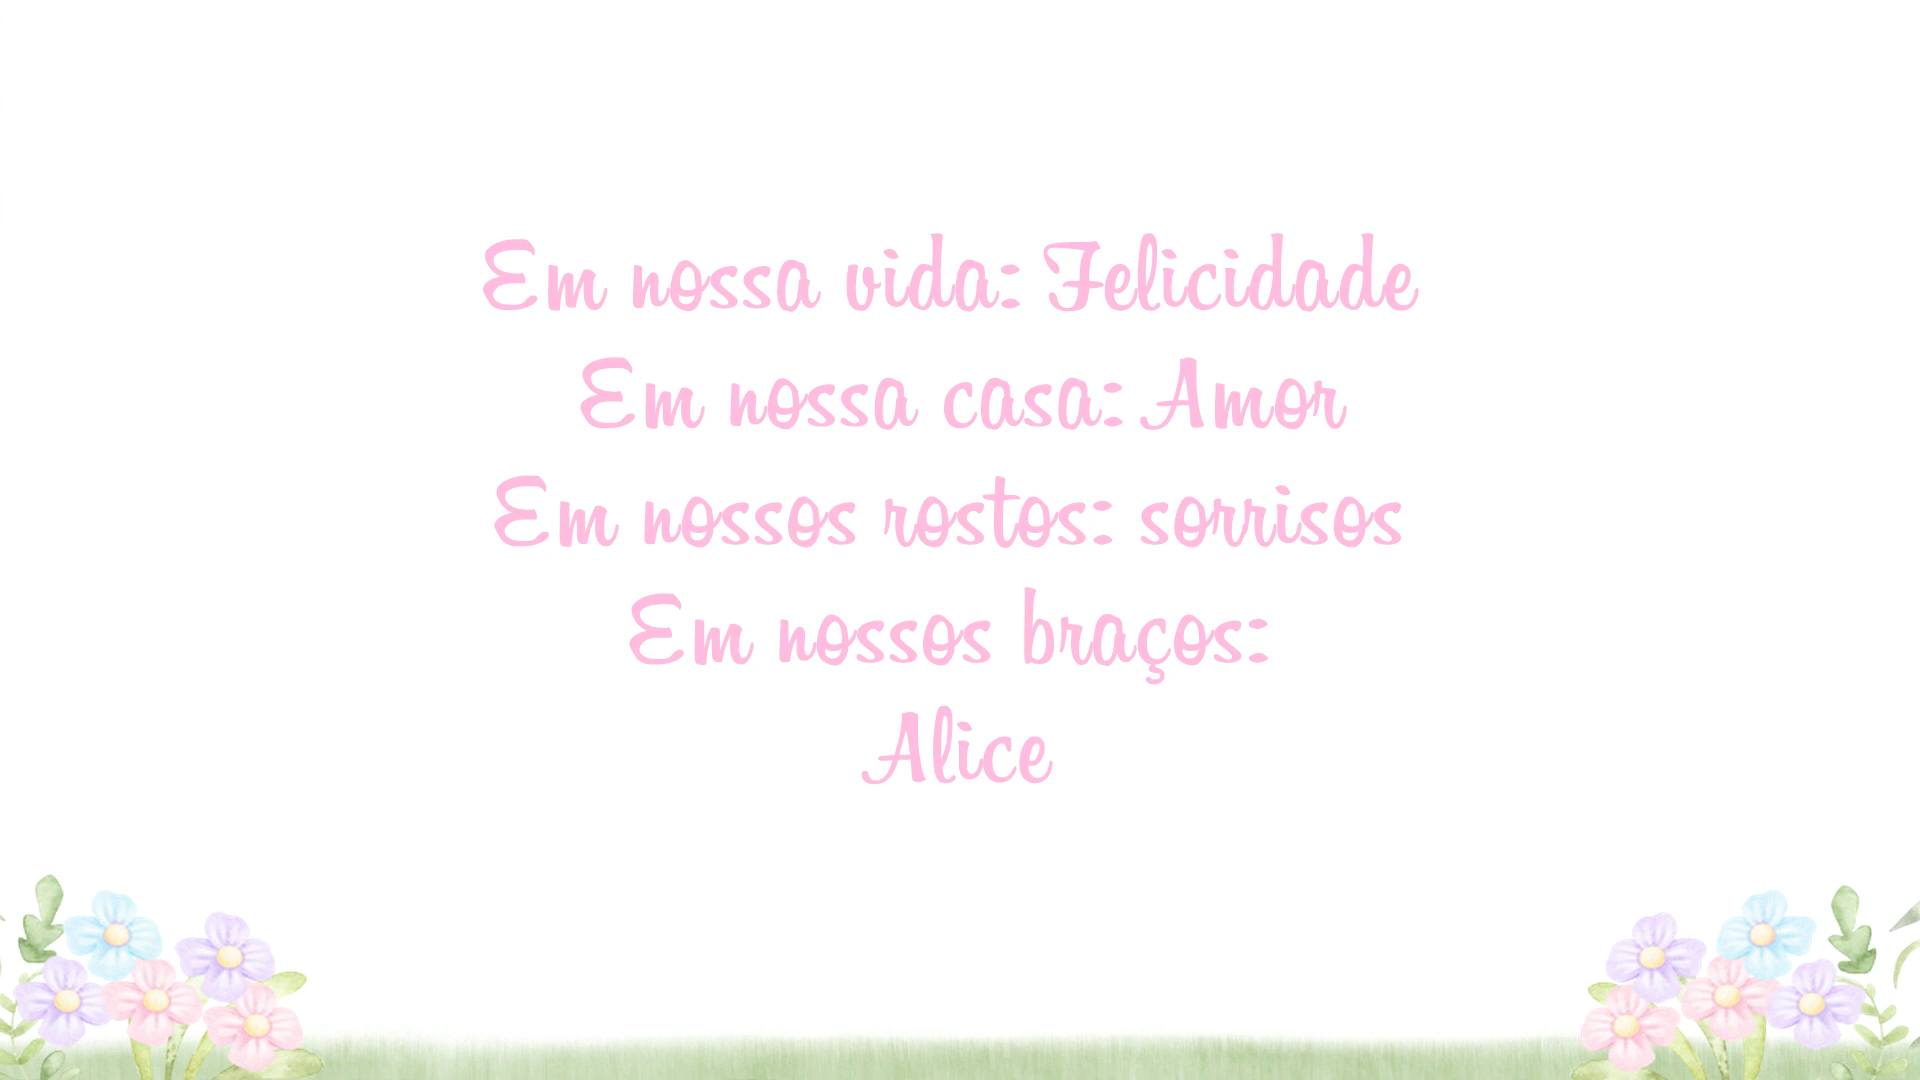 Em nossa vida: Felicidade
Em nossa casa: Amor
Em nossos rostos: sorrisos
Em nossos braços:
Alice